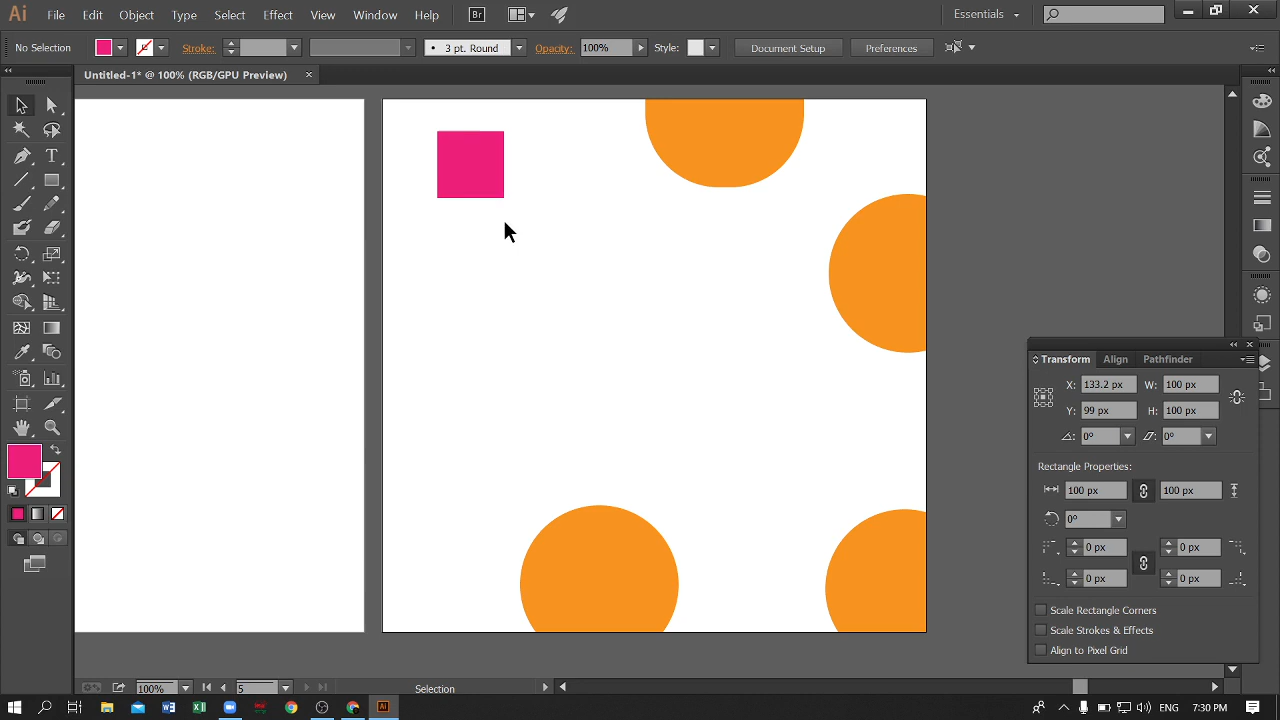 Ai File Edit Object Type Select Effect View Window Help Br Essentials
No Selection Stroke: 3 pt. Round Opacity: 100% Style: Document Setup Preferences
Untitled-1* @ 100% (RGB/GPU Preview)
Transform Align Pathfinder
X: 133.2 px W: 100 px
Y: 99 px H: 100 px
0° 0°
Rectangle Properties:
100 px 100 px
0°
0 px 0 px
0 px 0 px
Scale Rectangle Corners
Scale Strokes & Effects
Align to Pixel Grid
100% 5 Selection
ENG 7:30 PM